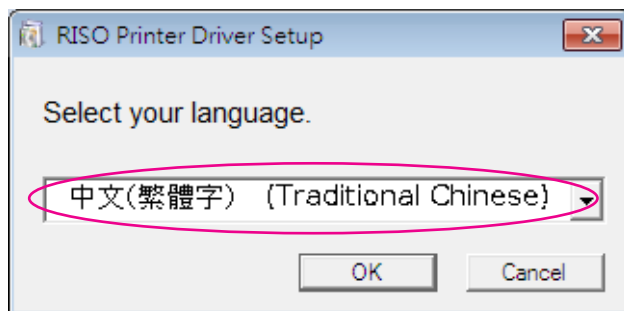 RISO Printer Driver Setup
Select your language.
中文(繁體字) (Traditional Chinese)
OK Cancel